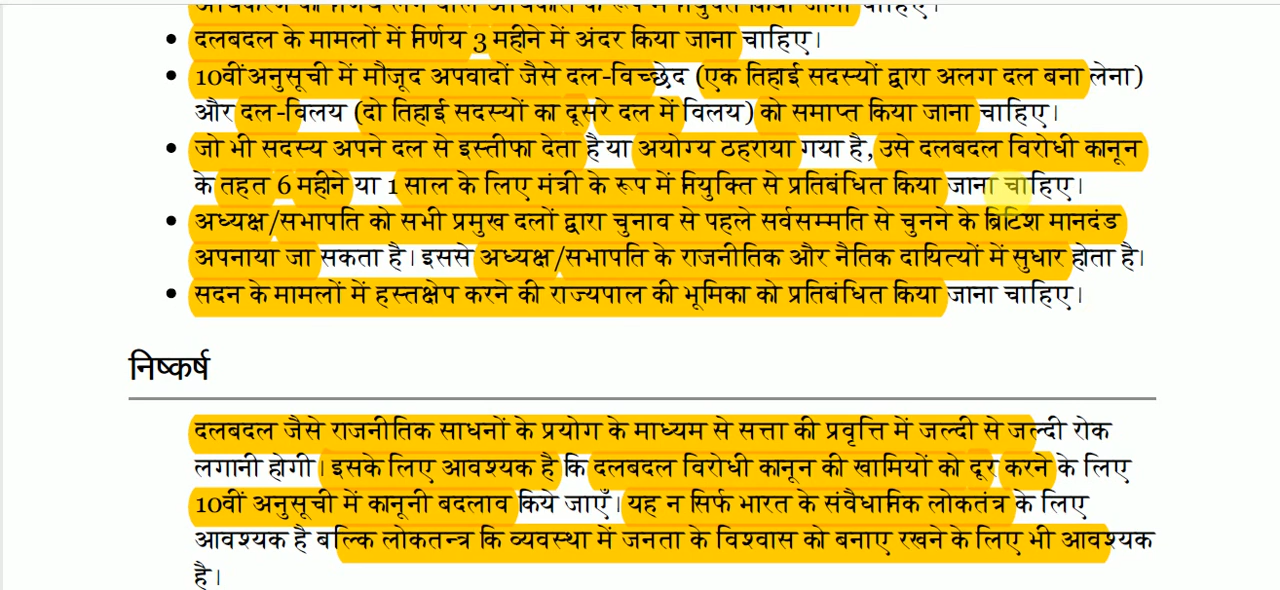 के रूप में नियुक्त किया जाना चाहिए।
• दलबदल के मामलों में निर्णय 3 महीने में अंदर किया जाना चाहिए।
• 10वीं अनुसूची में मौजूद अपवादों जैसे दल-विच्छेद (एक तिहाई सदस्यों द्वारा अलग दल बना लेना)
और दल-विलय (दो तिहाई सदस्यों का दूसरे दल में विलय) को समाप्त किया जाना चाहिए।
• जो भी सदस्य अपने दल से इस्तीफा देता है या अयोग्य ठहराया गया है, उसे दलबदल विरोधी कानून
के तहत 6 महीने या 1 साल के लिए मंत्री के रूप में नियुक्ति से प्रतिबंधित किया जाना चाहिए।
• अध्यक्ष/सभापति को सभी प्रमुख दलों द्वारा चुनाव से पहले सर्वसम्मति से चुनने के ब्रिटिश मानदंड
अपनाया जा सकता है। इससे अध्यक्ष/सभापति के राजनीतिक और नैतिक दायित्यों में सुधार होता है।
• सदन के मामलों में हस्तक्षेप करने की राज्यपाल की भूमिका को प्रतिबंधित किया जाना चाहिए।
निष्कर्ष
दलबदल जैसे राजनीतिक साधनों के प्रयोग के माध्यम से सत्ता की प्रवृत्ति में जल्दी से जल्दी रोक
लगानी होगी। इसके लिए आवश्यक है कि दलबदल विरोधी कानून की खामियों को दूर करने के लिए
10वीं अनुसूची में कानूनी बदलाव किये जाएँ। यह न सिर्फ भारत के संवैधानिक लोकतंत्र के लिए
आवश्यक है बल्कि लोकतन्त्र कि व्यवस्था में जनता के विश्वास को बनाए रखने के लिए भी आवश्यक
है।